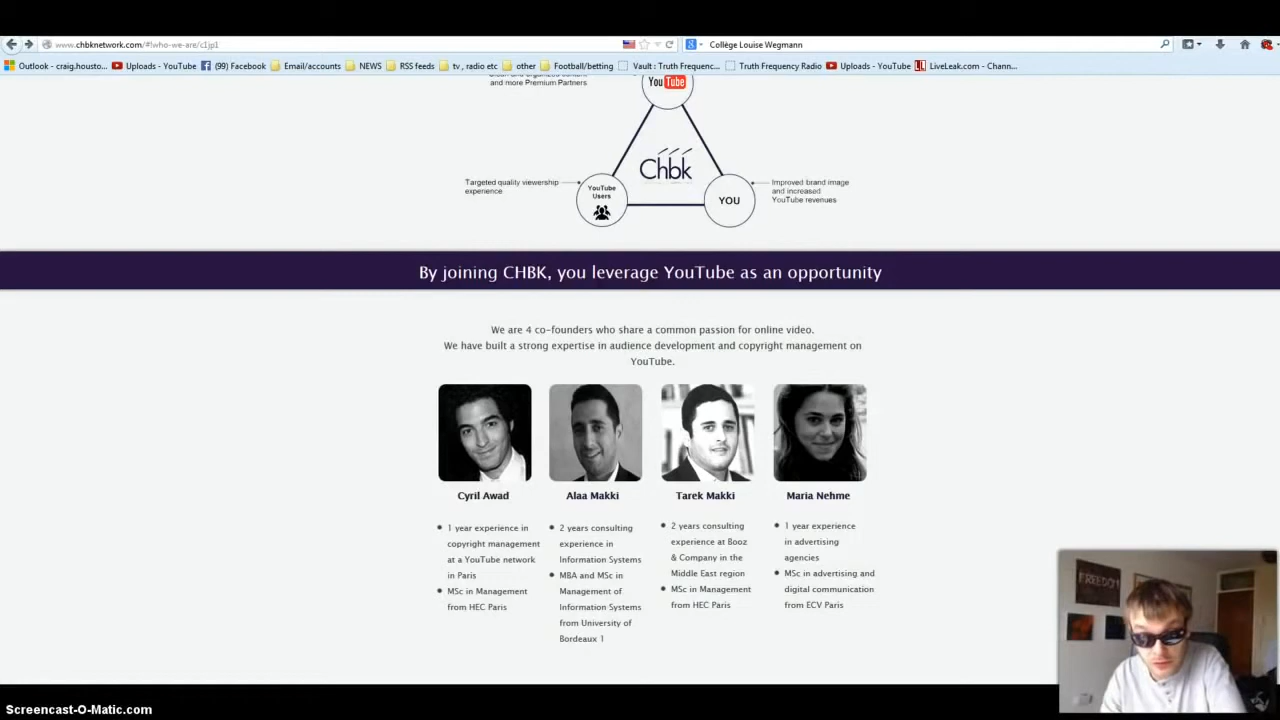 www.chbknetwork.com/#!who-we-are/c1jp1
Collège Louise Wegmann
Outlook - craig.housto...
Uploads - YouTube
(99) Facebook
Email/accounts
NEWS
RSS feeds
tv , radio etc
other
Football/betting
Vault : Truth Frequenc...
Truth Frequency Radio
Uploads - YouTube
LiveLeak.com - Chann...
and more Premium Partners
YouTube
Chbk
Targeted quality viewership
experience
YouTube
Users
YOU
Improved brand image
and increased
YouTube revenues
By joining CHBK, you leverage YouTube as an opportunity
We are 4 co-founders who share a common passion for online video.
We have built a strong expertise in audience development and copyright management on
YouTube.
Cyril Awad
1 year experience in
copyright management
at a YouTube network
in Paris
MSc in Management
from HEC Paris
Alaa Makki
2 years consulting
experience in
Information Systems
MBA and MSc in
Management of
Information Systems
from University of
Bordeaux 1
Tarek Makki
2 years consulting
experience at Booz
& Company in the
Middle East region
MSc in Management
from HEC Paris
Maria Nehme
1 year experience
in advertising
agencies
MSc in advertising and
digital communication
from ECV Paris
FREEDOM
Screencast-O-Matic.com